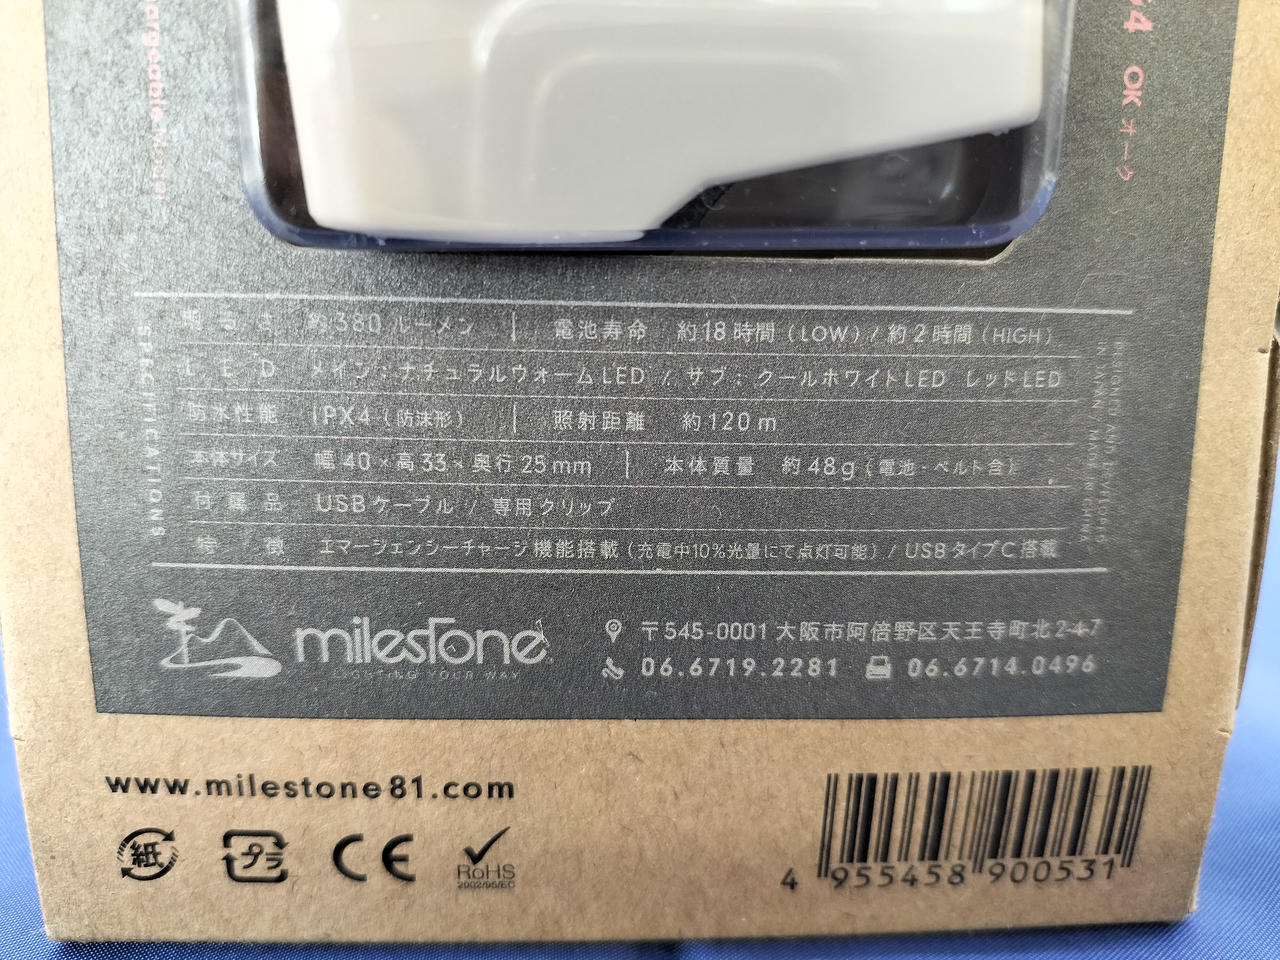 OK オーク
SPECIFICATIONS
明るさ 約380ルーメン | 電池寿命 約18時間（LOW）/ 約2時間（HIGH）
LED メイン：ナチュラルウォームLED / サブ：クールホワイトLED レッドLED
防水性能 IPX4（防沫形） | 照射距離 約120m
本体サイズ 幅40×高33×奥行25mm | 本体質量 約48g（電池・ベルト含）
付属品 USBケーブル / 専用クリップ
特徴 エマージェンシーチャージ機能搭載（充電中10%光量にて点灯可能）/ USBタイプC搭載
DESIGNED AND DEVELOPED
IN JAPAN / MADE IN CHINA
milestone
LIGHTING YOUR WAY
〒545-0001 大阪市阿倍野区天王寺町北2-4-7
06.6719.2281 06.6714.0496
www.milestone81.com
紙 プラ CE RoHS
2002/95/EC
4 955458 900531